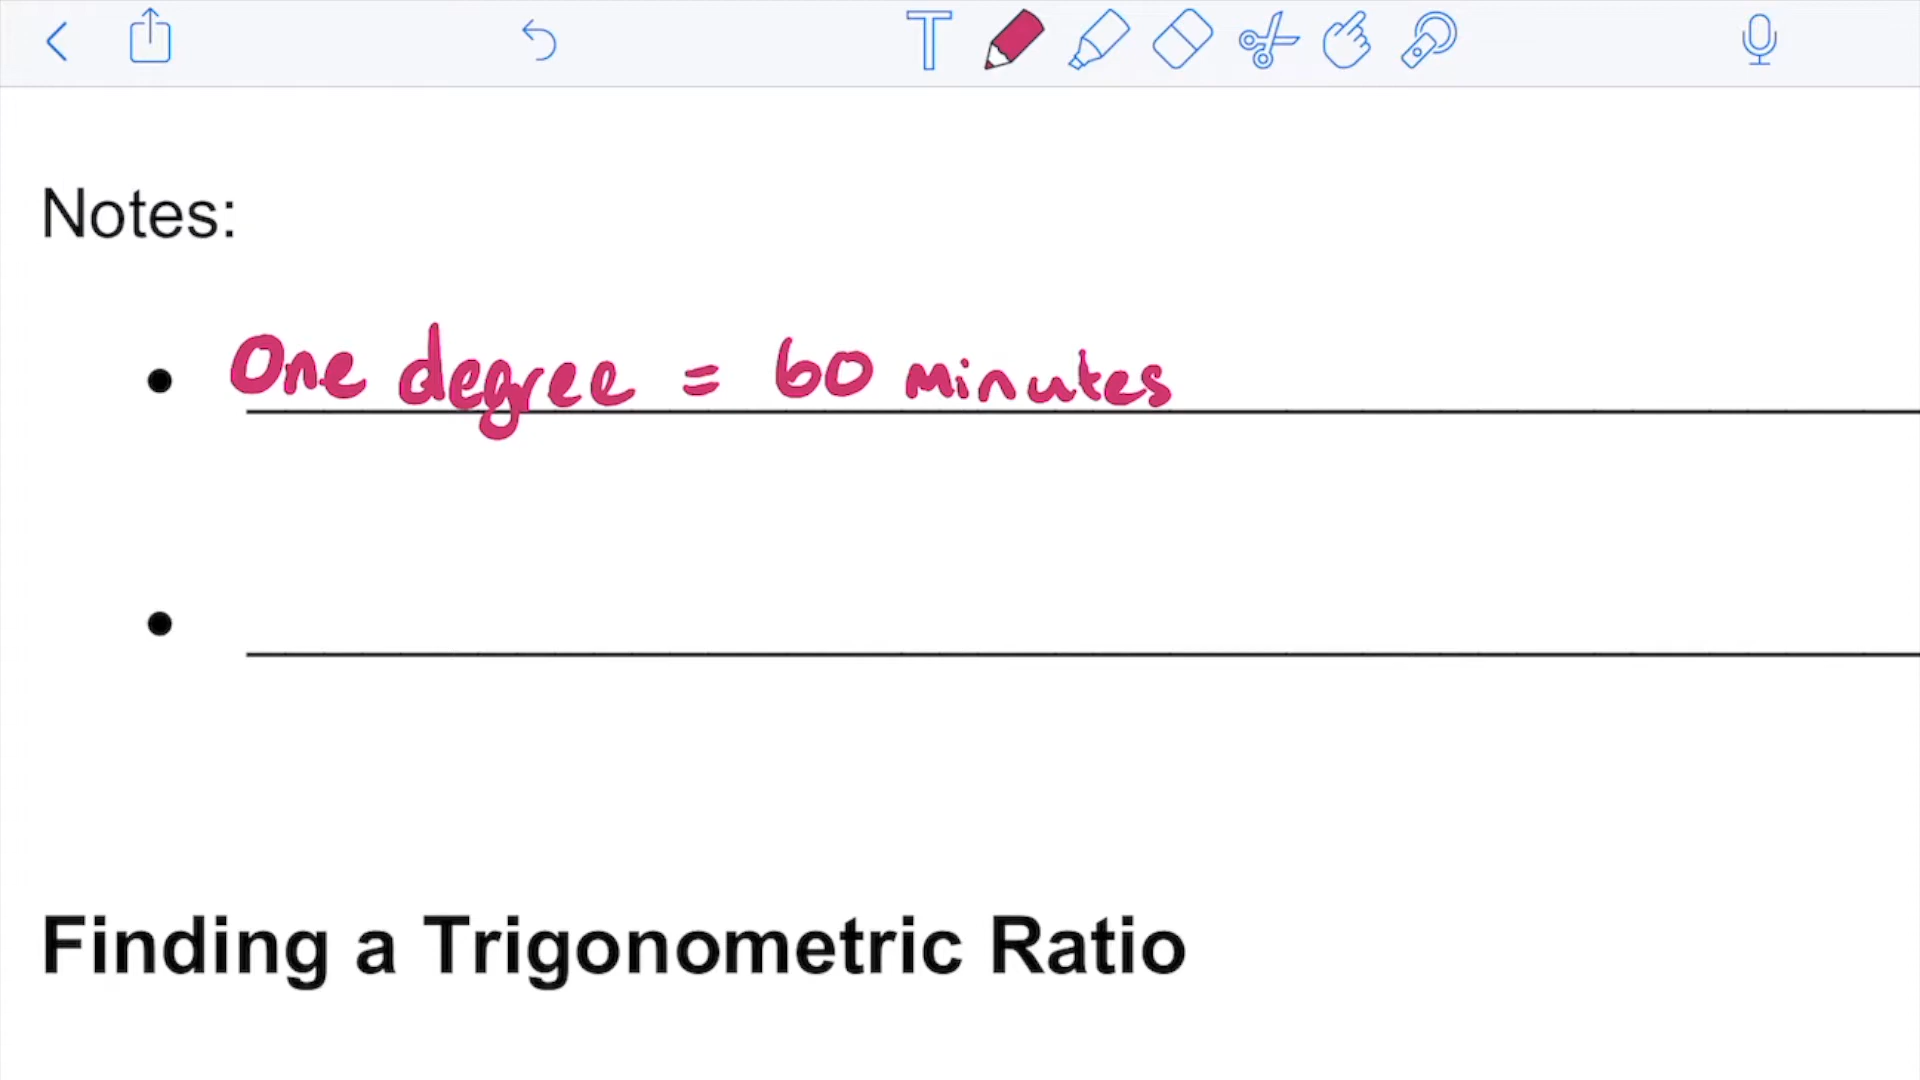 Notes:
• One degree = 60 minutes
•
Finding a Trigonometric Ratio